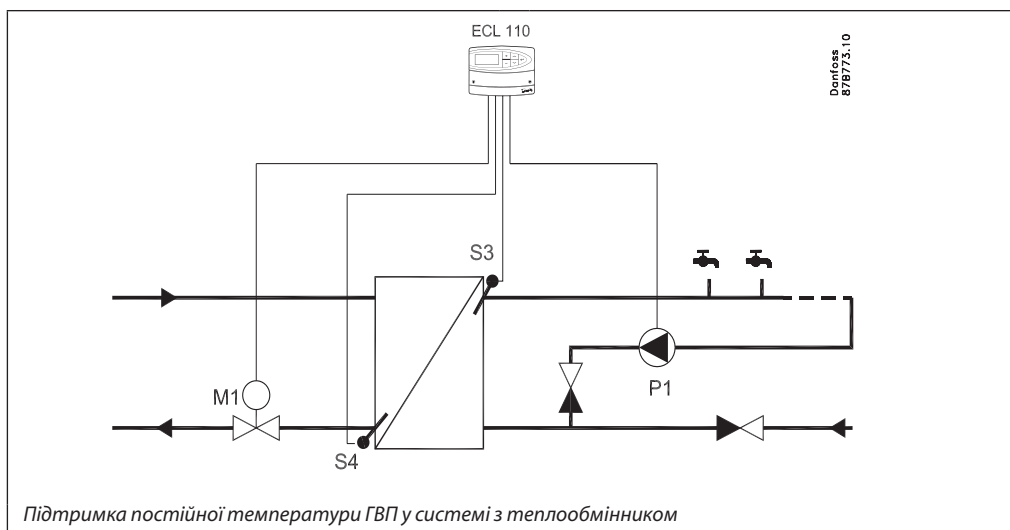 ECL 110
Danfoss
87B773.10
S3
M1
P1
S4
Підтримка постійної температури ГВП у системі з теплообмінником